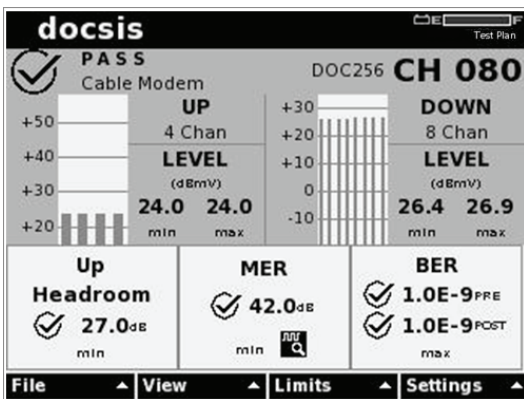 docsis
E F
Test Plan
PASS
Cable Modem
DOC256 CH 080
UP
4 Chan
LEVEL
(dBmV)
24.0 24.0
min max
+50
+40
+30
+20
DOWN
8 Chan
LEVEL
(dBmV)
26.4 26.9
min max
+30
+20
+10
0
-10
Up
Headroom
27.0dB
min
MER
42.0dB
min
BER
1.0E-9PRE
1.0E-9POST
max
File View Limits Settings